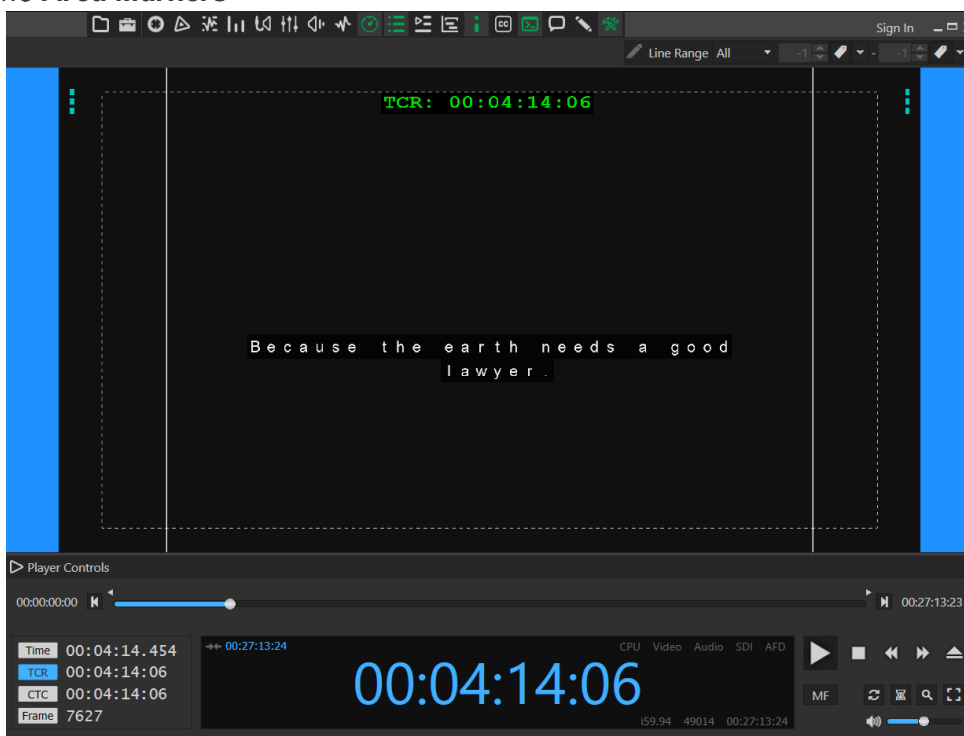 Area Markers
cc
Sign In
Line Range All -1 - -1
TCR: 00:04:14:06
Because the earth needs a good
lawyer.
Player Controls
00:00:00:00 00:27:13:23
Time 00:04:14.454
TCR 00:04:14:06
CTC 00:04:14:06
Frame 7627
00:27:13:24 CPU Video Audio SDI AFD
00:04:14:06
i59.94 49014 00:27:13:24
MF